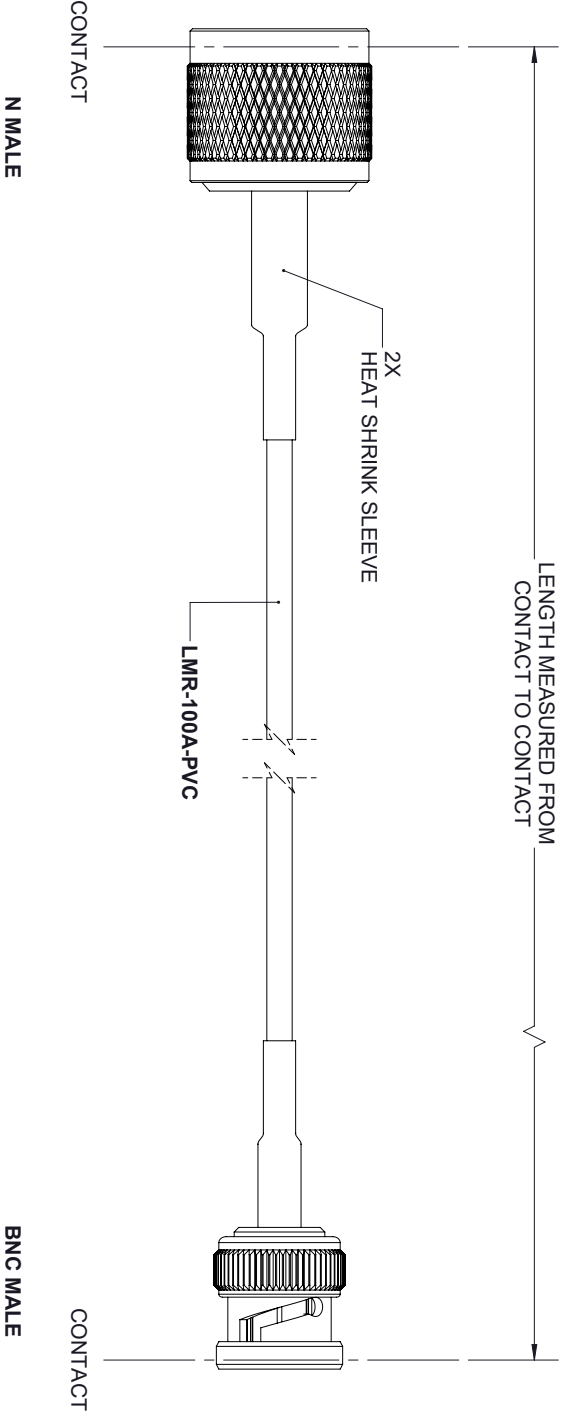 LENGTH MEASURED FROM
CONTACT TO CONTACT
2X
HEAT SHRINK SLEEVE
LMR-100A-PVC
CONTACT
CONTACT
N MALE
BNC MALE